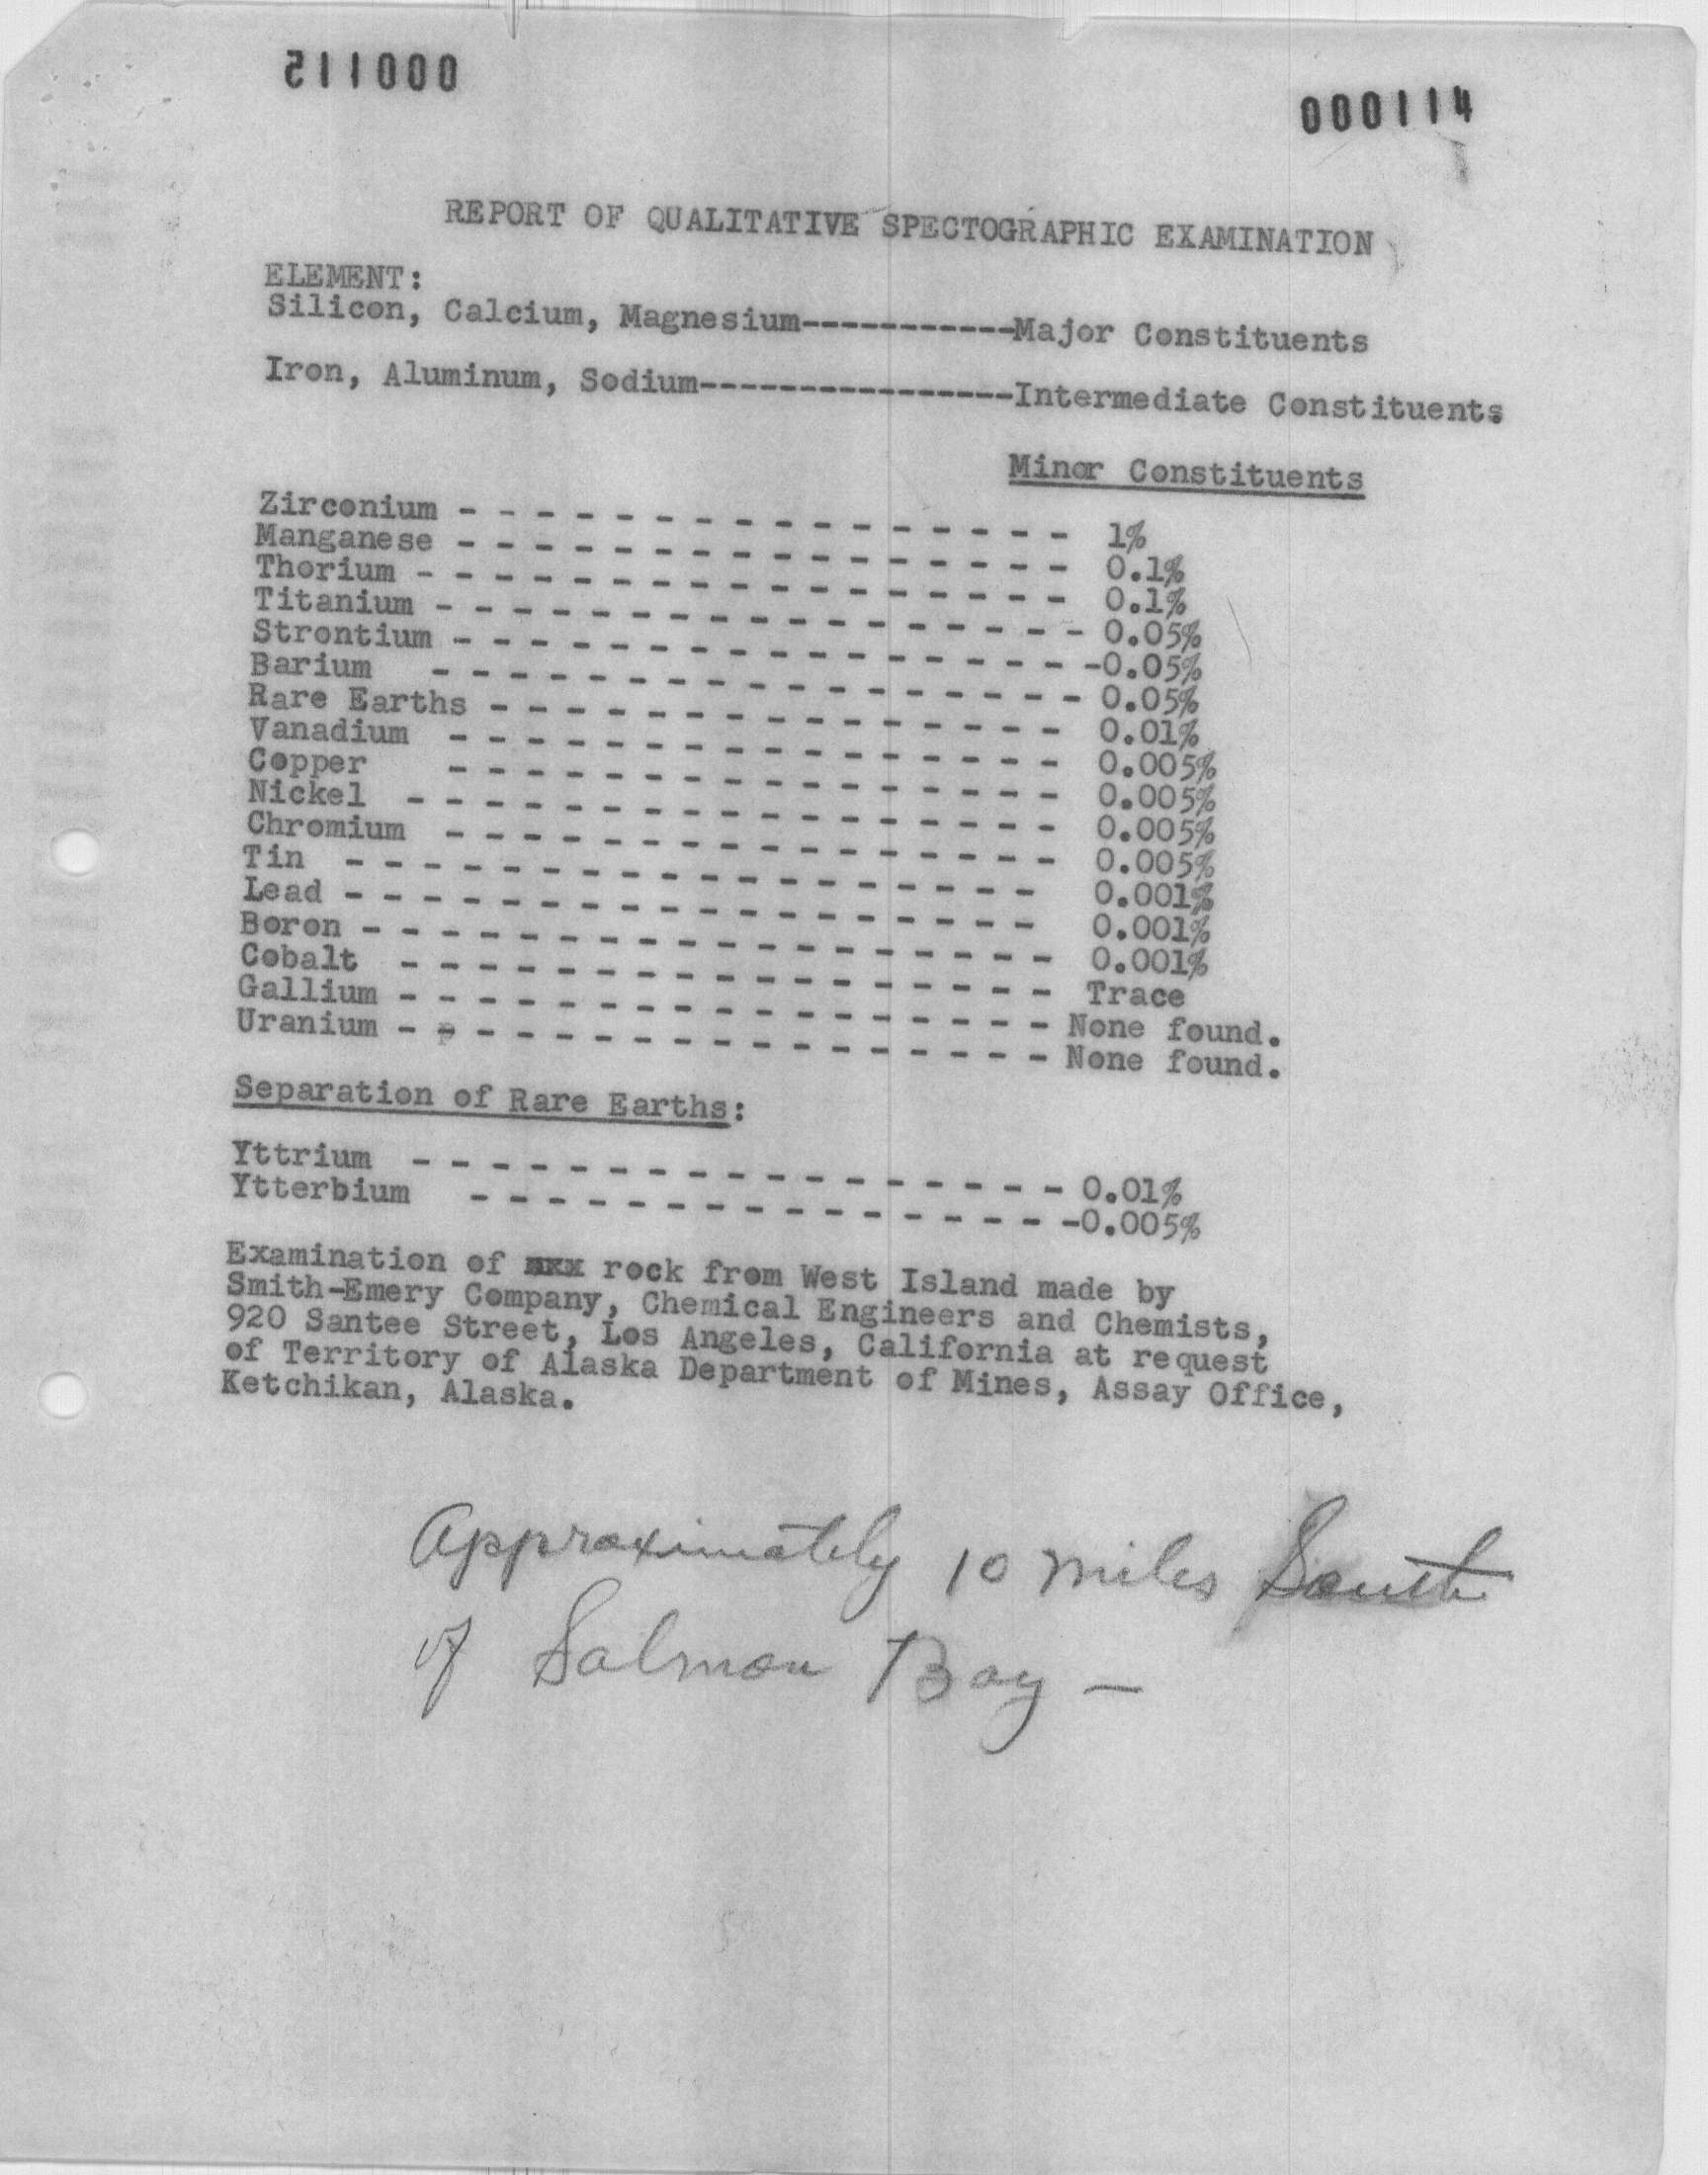 000112
000114
REPORT OF QUALITATIVE SPECTOGRAPHIC EXAMINATION
ELEMENT:
Silicon, Calcium, Magnesium-----------Major Constituents
Iron, Aluminum, Sodium----------------Intermediate Constituents.
Minor Constituents
Zirconium - - - - - - - - - - - - - - - - 1%
Manganese - - - - - - - - - - - - - - - - 0.1%
Thorium - - - - - - - - - - - - - - - - - 0.1%
Titanium - - - - - - - - - - - - - - - - - 0.05%
Strontium - - - - - - - - - - - - - - - - -0.05%
Barium - - - - - - - - - - - - - - - - - 0.05%
Rare Earths - - - - - - - - - - - - - - - 0.01%
Vanadium - - - - - - - - - - - - - - - - 0.005%
Copper - - - - - - - - - - - - - - - - 0.005%
Nickel - - - - - - - - - - - - - - - - - 0.005%
Chromium - - - - - - - - - - - - - - - - 0.005%
Tin - - - - - - - - - - - - - - - - - - 0.001%
Lead - - - - - - - - - - - - - - - - - - 0.001%
Boron - - - - - - - - - - - - - - - - - - 0.001%
Cobalt - - - - - - - - - - - - - - - - - Trace
Gallium - - - - - - - - - - - - - - - - - None found.
Uranium - - - - - - - - - - - - - - - - - None found.
Separation of Rare Earths:
Yttrium - - - - - - - - - - - - - - - - - 0.01%
Ytterbium - - - - - - - - - - - - - - - -0.005%
Examination of xxx rock from West Island made by
Smith-Emery Company, Chemical Engineers and Chemists,
920 Santee Street, Los Angeles, California at request
of Territory of Alaska Department of Mines, Assay Office,
Ketchikan, Alaska.
Approximately 10 miles South
of Salmon Bay —